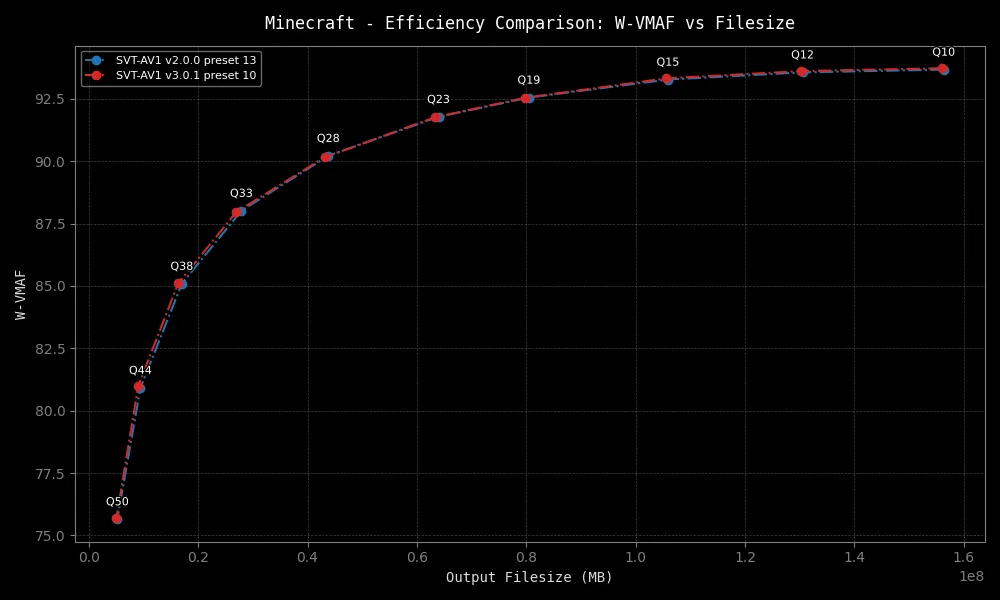 Minecraft - Efficiency Comparison: W-VMAF vs Filesize
SVT-AV1 v2.0.0 preset 13
SVT-AV1 v3.0.1 preset 10
Q10
Q12
Q15
Q19
Q23
Q28
Q33
Q38
Q44
Q50
92.5
90.0
87.5
85.0
82.5
80.0
77.5
75.0
W-VMAF
0.0 0.2 0.4 0.6 0.8 1.0 1.2 1.4 1.6
1e8
Output Filesize (MB)